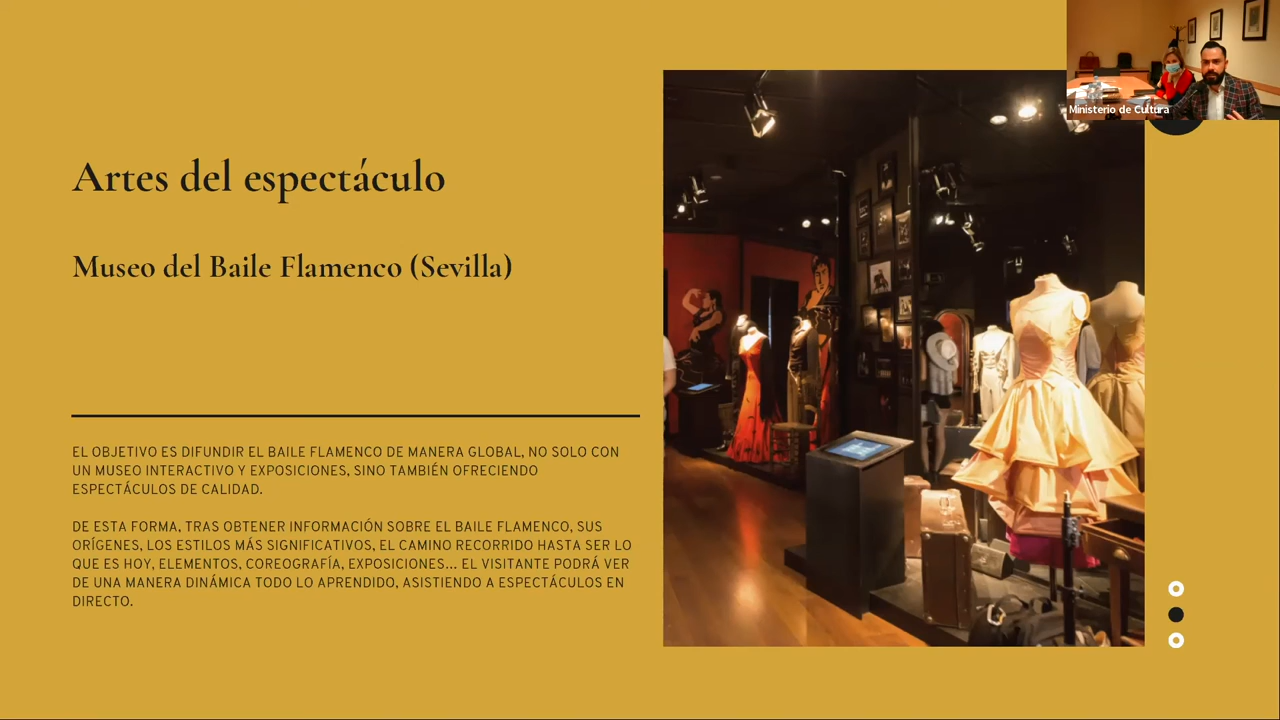 Ministerio de Cultura
Artes del espectáculo
Museo del Baile Flamenco (Sevilla)
EL OBJETIVO ES DIFUNDIR EL BAILE FLAMENCO DE MANERA GLOBAL, NO SOLO CON
UN MUSEO INTERACTIVO Y EXPOSICIONES, SINO TAMBIÉN OFRECIENDO
ESPECTÁCULOS DE CALIDAD.
DE ESTA FORMA, TRAS OBTENER INFORMACIÓN SOBRE EL BAILE FLAMENCO, SUS
ORÍGENES, LOS ESTILOS MÁS SIGNIFICATIVOS, EL CAMINO RECORRIDO HASTA SER LO
QUE ES HOY, ELEMENTOS, COREOGRAFÍA, EXPOSICIONES... EL VISITANTE PODRÁ VER
DE UNA MANERA DINÁMICA TODO LO APRENDIDO, ASISTIENDO A ESPECTÁCULOS EN
DIRECTO.